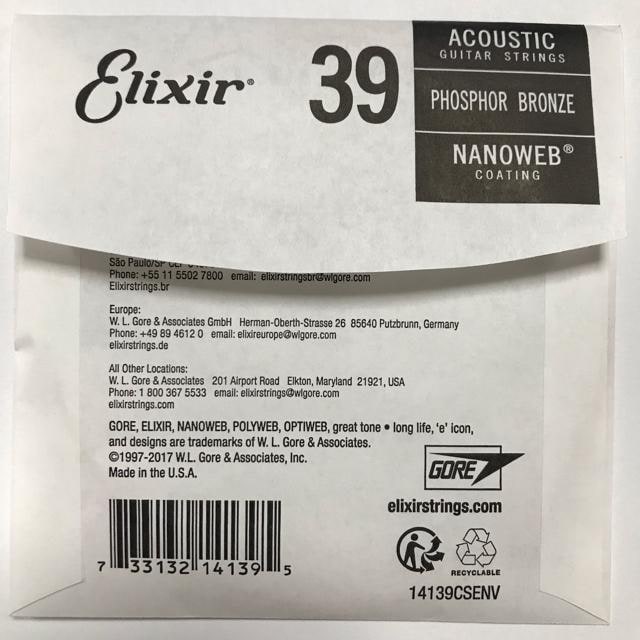 Elixir®
39
ACOUSTIC
GUITAR STRINGS
PHOSPHOR BRONZE
NANOWEB®
COATING
São Paulo/SP
Phone: +55 11 5502 7800 email: elixirstringsbr@wlgore.com
Elixirstrings.br
Europe:
W. L. Gore & Associates GmbH Herman-Oberth-Strasse 26 85640 Putzbrunn, Germany
Phone: +49 89 4612 0 email: elixireurope@wlgore.com
elixirstrings.de
All Other Locations:
W. L. Gore & Associates 201 Airport Road Elkton, Maryland 21921, USA
Phone: 1 800 367 5533 email: elixirstrings@wlgore.com
elixirstrings.com
GORE, ELIXIR, NANOWEB, POLYWEB, OPTIWEB, great tone • long life, 'e' icon,
and designs are trademarks of W. L. Gore & Associates.
©1997-2017 W.L. Gore & Associates, Inc.
Made in the U.S.A.
GORE
elixirstrings.com
7 33132 14139 5
RECYCLABLE
14139CSENV